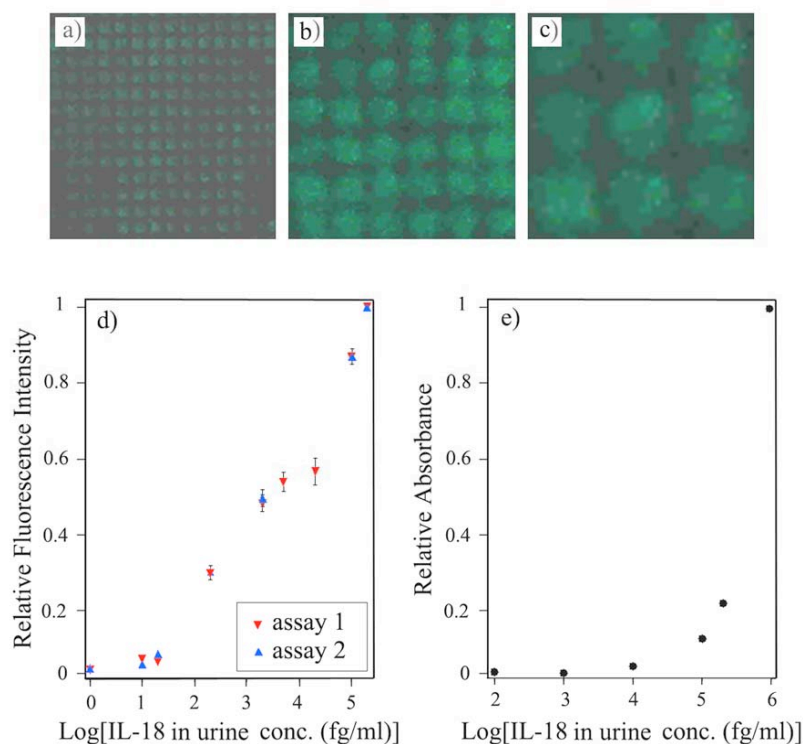 a)
b)
c)
d)
Relative Fluorescence Intensity
1
0.8
0.6
0.4
0.2
0
0 1 2 3 4 5
Log[IL-18 in urine conc. (fg/ml)]
assay 1
assay 2
e)
Relative Absorbance
1
0.8
0.6
0.4
0.2
0
2 3 4 5 6
Log[IL-18 in urine conc. (fg/ml)]